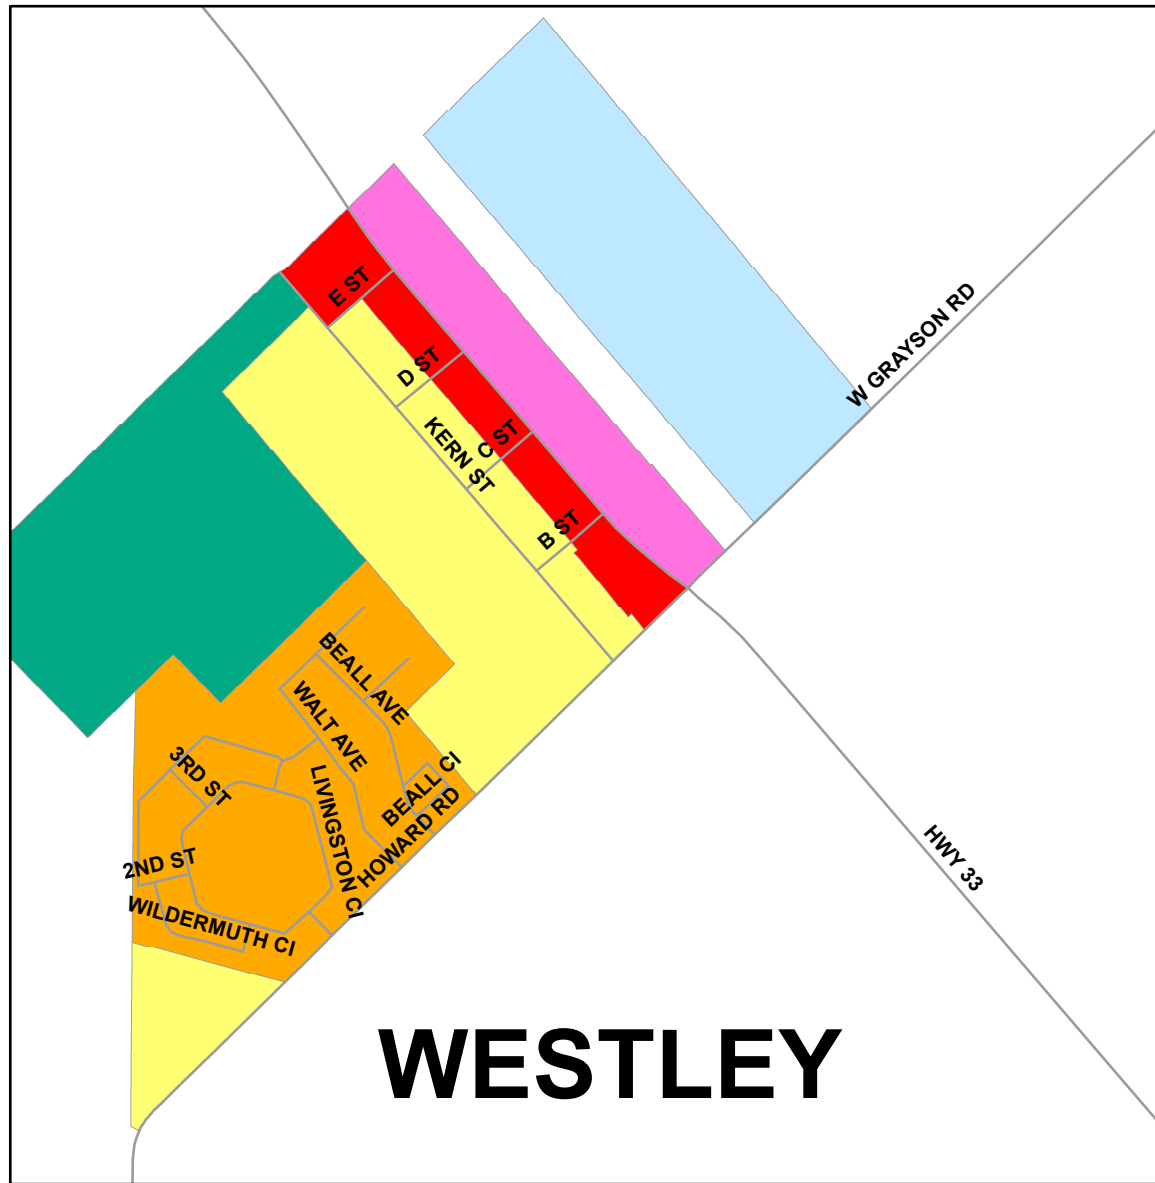 E ST
W GRAYSON RD
D ST
C ST
KERN ST
B ST
BEALL AVE
WALT AVE
3RD ST
BEALL CI
LIVINGSTON CI
HOWARD RD
2ND ST
HWY 33
WILDERMUTH CI
WESTLEY